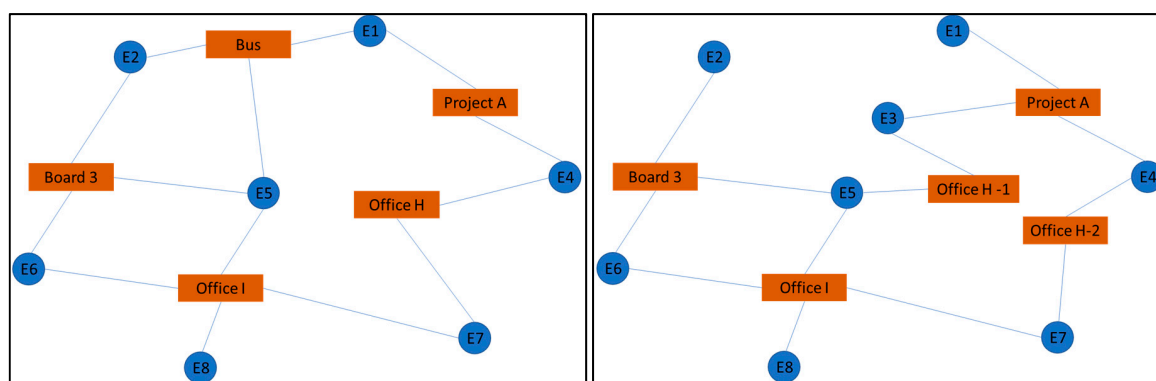 E1
Bus
E2
Project A
Board 3
E4
E5
Office H
E6
Office I
E7
E8
E1
E2
Project A
E3
Board 3
E4
E5
Office H -1
Office H-2
E6
Office I
E7
E8